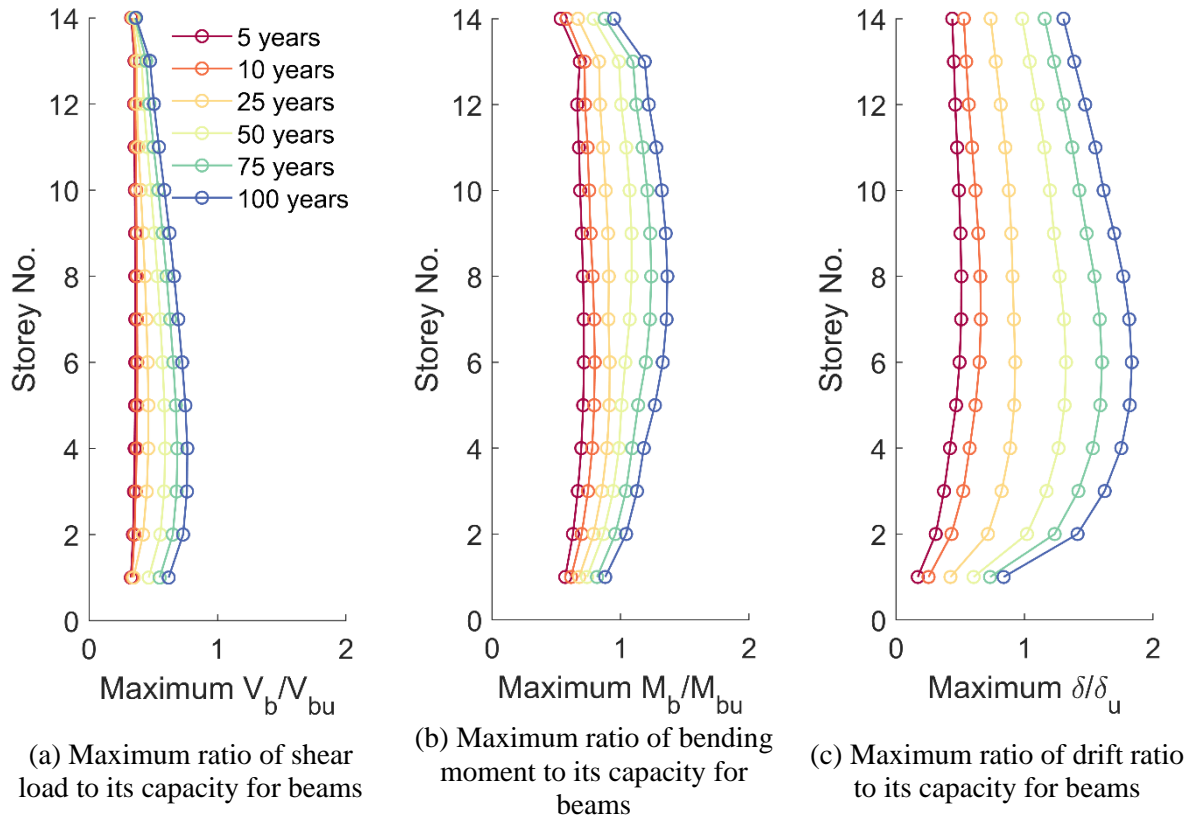 14
12
10
8
6
4
2
0
Storey No.
5 years
10 years
25 years
50 years
75 years
100 years
0 1 2
Maximum V_b/V_bu
(a) Maximum ratio of shear
load to its capacity for beams
14
12
10
8
6
4
2
0
Storey No.
0 1 2
Maximum M_b/M_bu
(b) Maximum ratio of bending
moment to its capacity for
beams
14
12
10
8
6
4
2
0
Storey No.
0 1 2
Maximum δ/δ_u
(c) Maximum ratio of drift ratio
to its capacity for beams